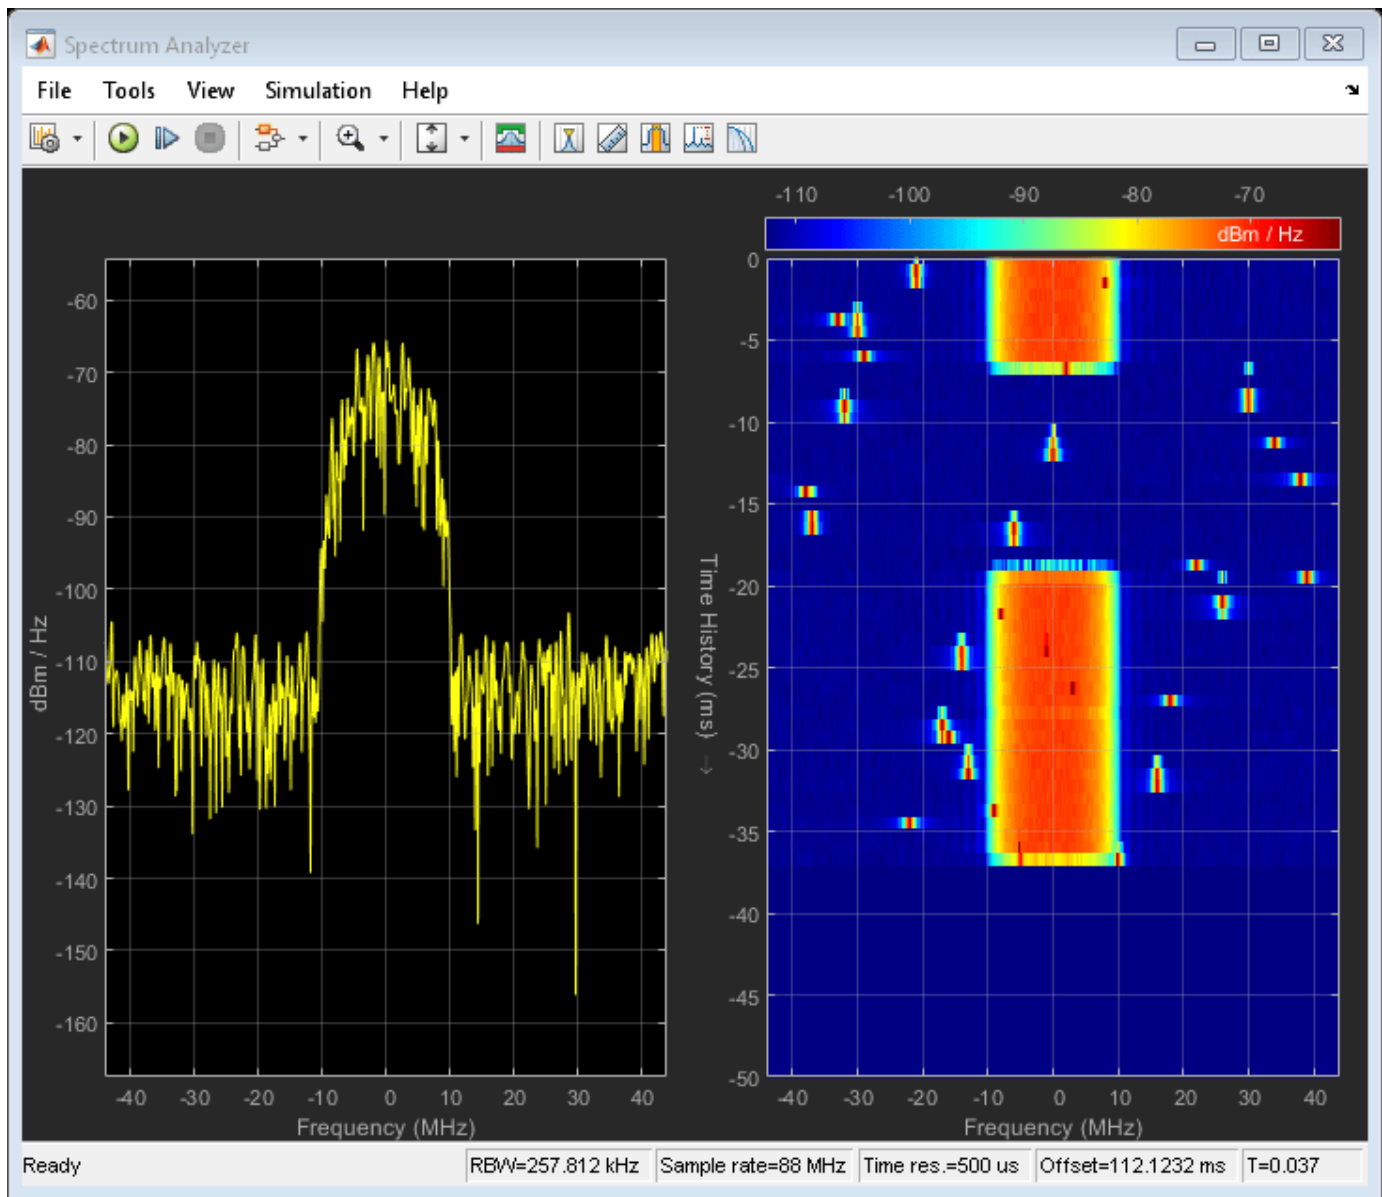 Spectrum Analyzer
File Tools View Simulation Help
-110 -100 -90 -80 -70
dBm / Hz
-60
-70
-80
-90
-100
-110
-120
-130
-140
-150
-160
dBm / Hz
-40 -30 -20 -10 0 10 20 30 40
Frequency (MHz)
0
-5
-10
-15
-20
-25
-30
-35
-40
-45
-50
Time History (ms) →
-40 -30 -20 -10 0 10 20 30 40
Frequency (MHz)
Ready RBW=257.812 kHz Sample rate=88 MHz Time res.=500 us Offset=112.1232 ms T=0.037